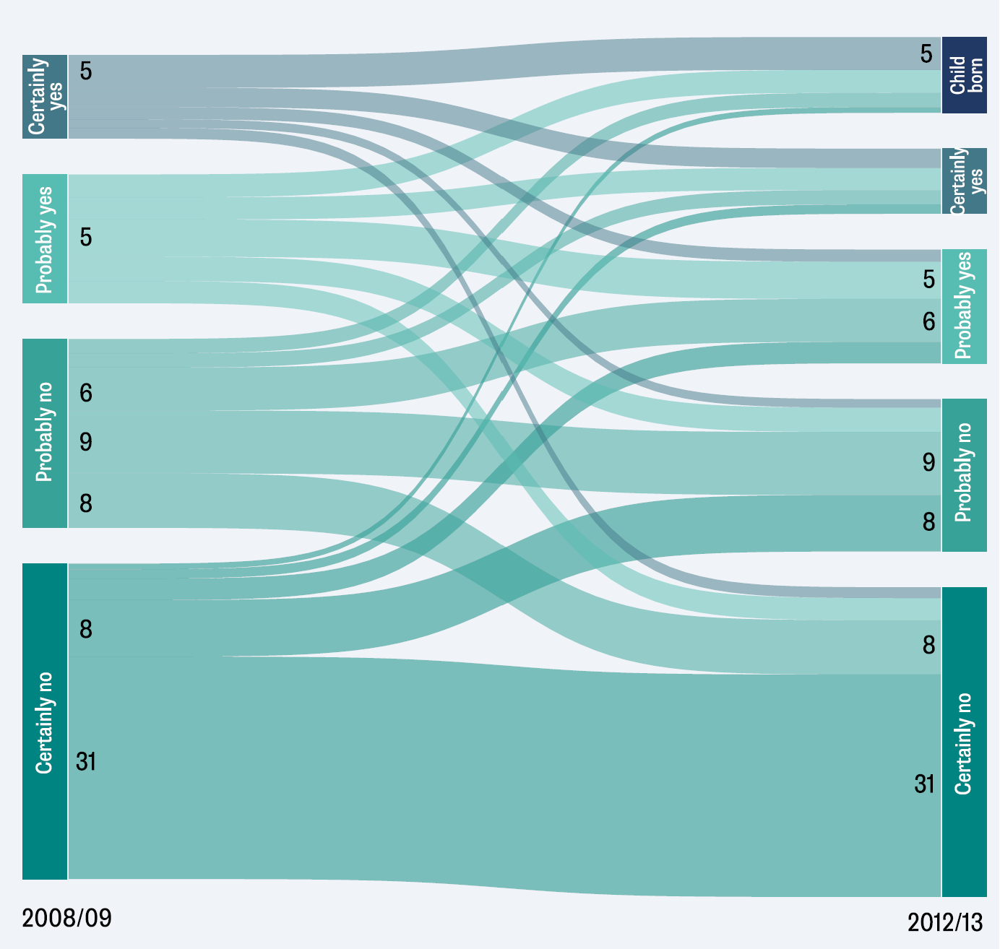 Certainly
yes
5
Probably yes
5
Probably no
6
9
8
Certainly no
8
31
2008/09
5
Child
born
Certainly
yes
5
6
Probably yes
9
8
Probably no
8
31
Certainly no
2012/13